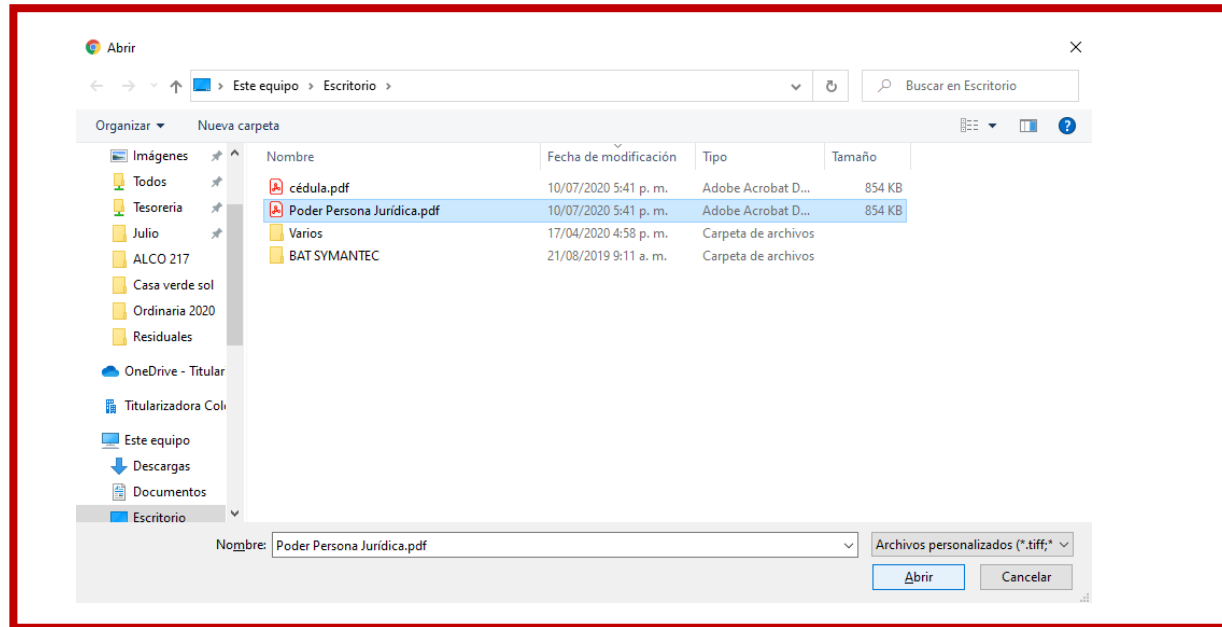 Abrir
Este equipo > Escritorio >
Buscar en Escritorio
Organizar
Nueva carpeta
Nombre Fecha de modificación Tipo Tamaño
cédula.pdf 10/07/2020 5:41 p. m. Adobe Acrobat D... 854 KB
Poder Persona Jurídica.pdf 10/07/2020 5:41 p. m. Adobe Acrobat D... 854 KB
Varios 17/04/2020 4:58 p. m. Carpeta de archivos
BAT SYMANTEC 21/08/2019 9:11 a. m. Carpeta de archivos
Imágenes
Todos
Tesoreria
Julio
ALCO 217
Casa verde sol
Ordinaria 2020
Residuales
OneDrive - Titular
Titularizadora Col
Este equipo
Descargas
Documentos
Escritorio
Nombre: Poder Persona Jurídica.pdf
Archivos personalizados (*.tiff;*
Abrir
Cancelar